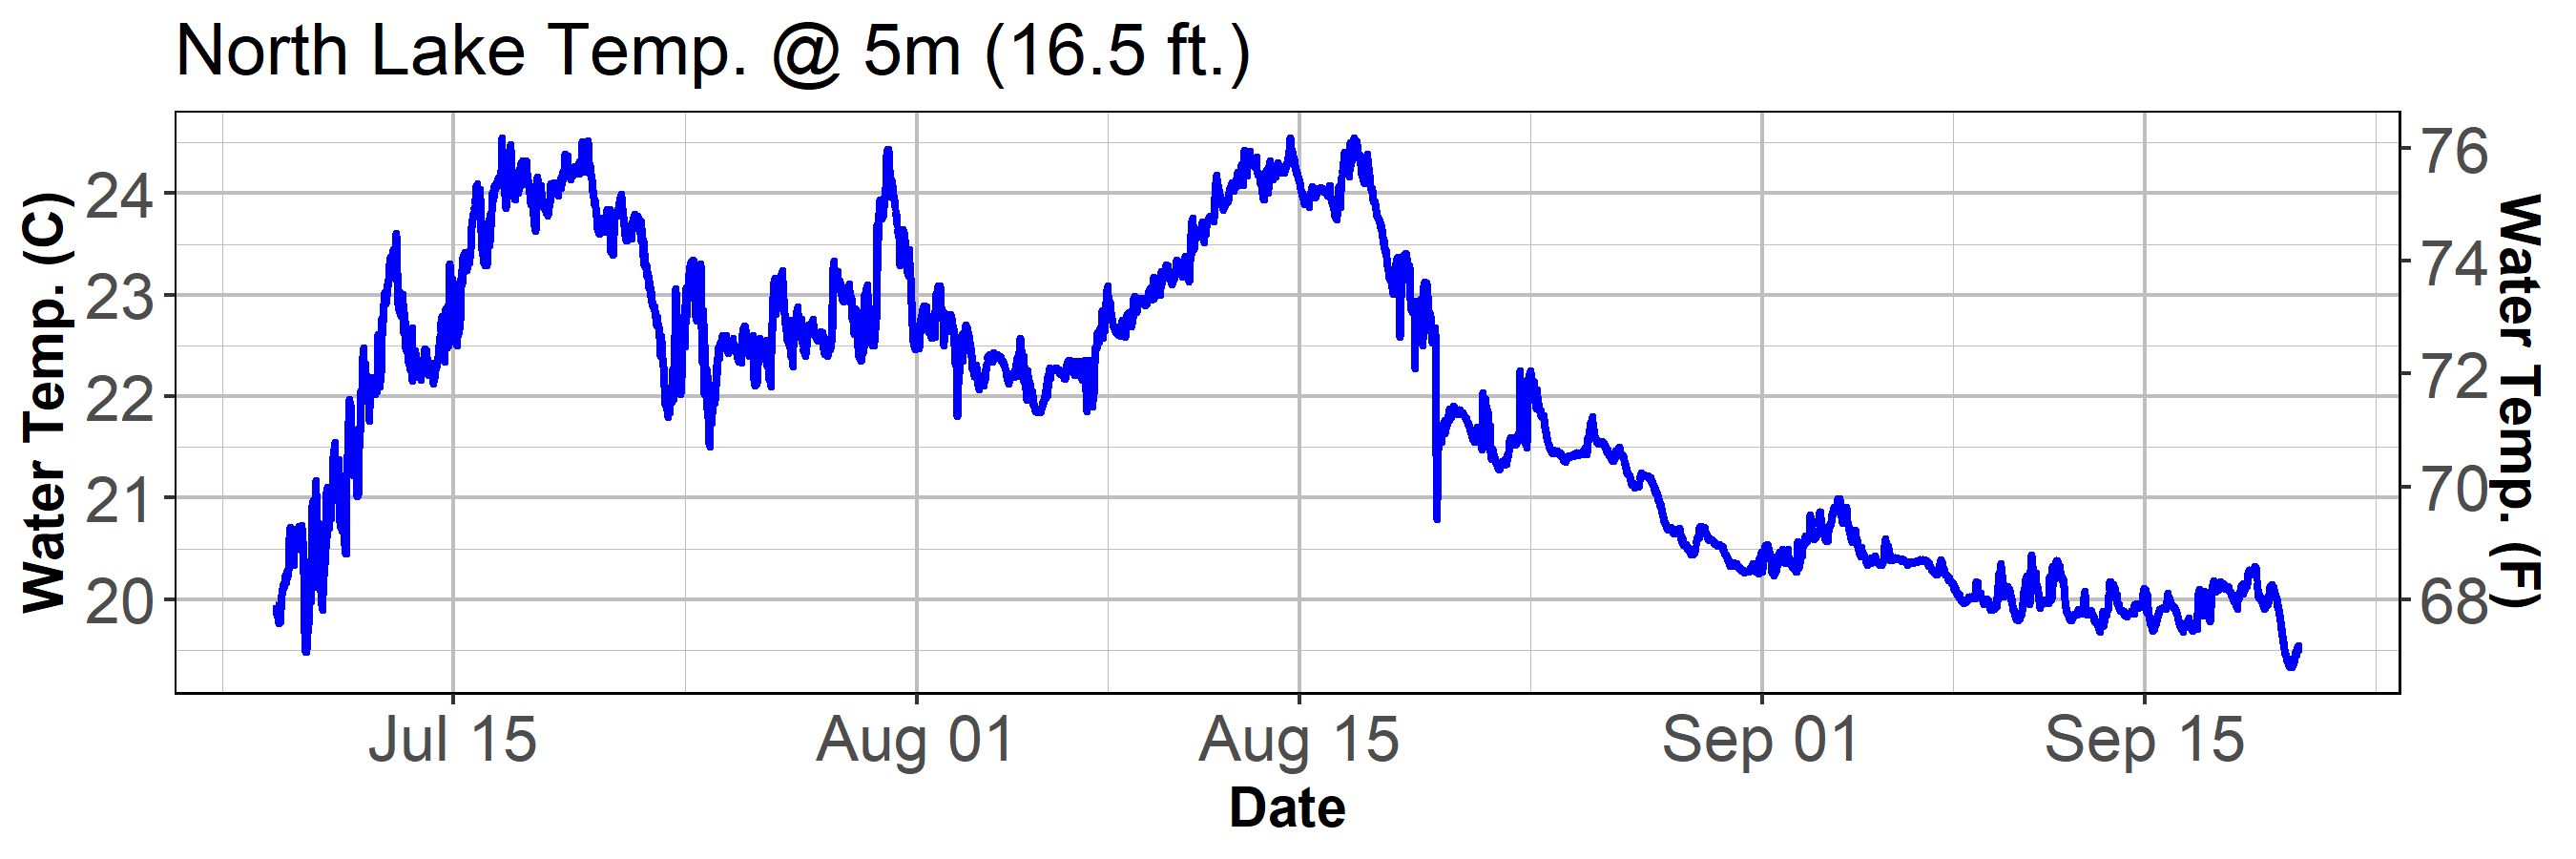 North Lake Temp. @ 5m (16.5 ft.)
Water Temp. (C)
24
23
22
21
20
76
74
72
70
68
Water Temp. (F)
Jul 15
Aug 01
Aug 15
Sep 01
Sep 15
Date